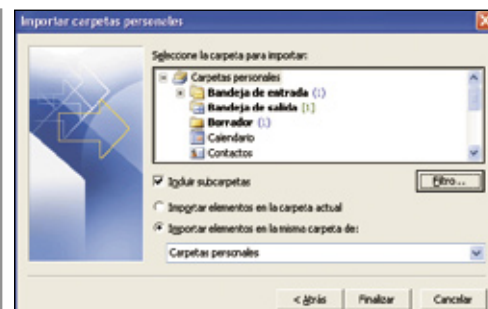 Importar carpetas personales
Seleccione la carpeta para importar:
Carpetas personales
Bandeja de entrada (1)
Bandeja de salida [1]
Borrador (1)
Calendario
Contactos
Incluir subcarpetas
Filtro...
Importar elementos en la carpeta actual
Importar elementos en la misma carpeta de:
Carpetas personales
< Atrás Finalizar Cancelar